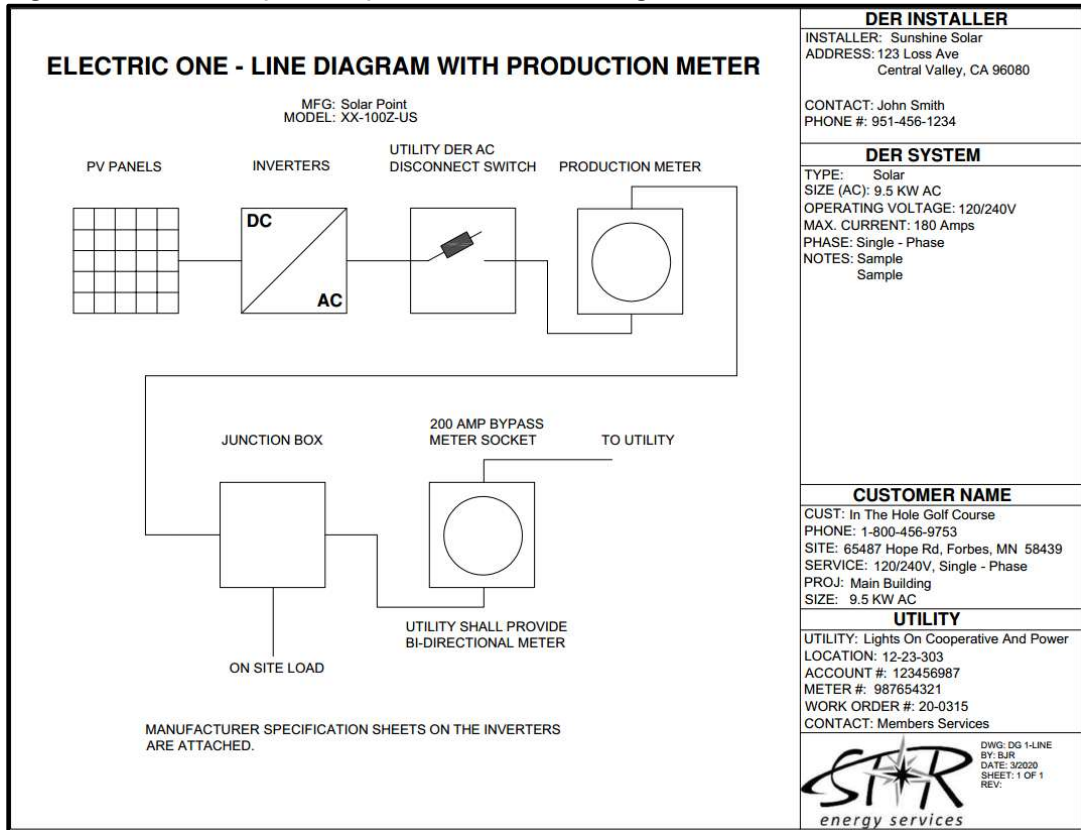 ELECTRIC ONE - LINE DIAGRAM WITH PRODUCTION METER
MFG: Solar Point
MODEL: XX-100Z-US
PV PANELS
INVERTERS
UTILITY DER AC
DISCONNECT SWITCH
PRODUCTION METER
DC
AC
JUNCTION BOX
200 AMP BYPASS
METER SOCKET
TO UTILITY
UTILITY SHALL PROVIDE
BI-DIRECTIONAL METER
ON SITE LOAD
MANUFACTURER SPECIFICATION SHEETS ON THE INVERTERS
ARE ATTACHED.
DER INSTALLER
INSTALLER: Sunshine Solar
ADDRESS: 123 Loss Ave
Central Valley, CA 96080
CONTACT: John Smith
PHONE #: 951-456-1234
DER SYSTEM
TYPE: Solar
SIZE (AC): 9.5 KW AC
OPERATING VOLTAGE: 120/240V
MAX. CURRENT: 180 Amps
PHASE: Single - Phase
NOTES: Sample
Sample
CUSTOMER NAME
CUST: In The Hole Golf Course
PHONE: 1-800-456-9753
SITE: 65487 Hope Rd, Forbes, MN 58439
SERVICE: 120/240V, Single - Phase
PROJ: Main Building
SIZE: 9.5 KW AC
UTILITY
UTILITY: Lights On Cooperative And Power
LOCATION: 12-23-303
ACCOUNT #: 123456987
METER #: 987654321
WORK ORDER #: 20-0315
CONTACT: Members Services
STAR
energy services
DWG: DG 1-LINE
BY: BJR
DATE: 3/2020
SHEET: 1 OF 1
REV: